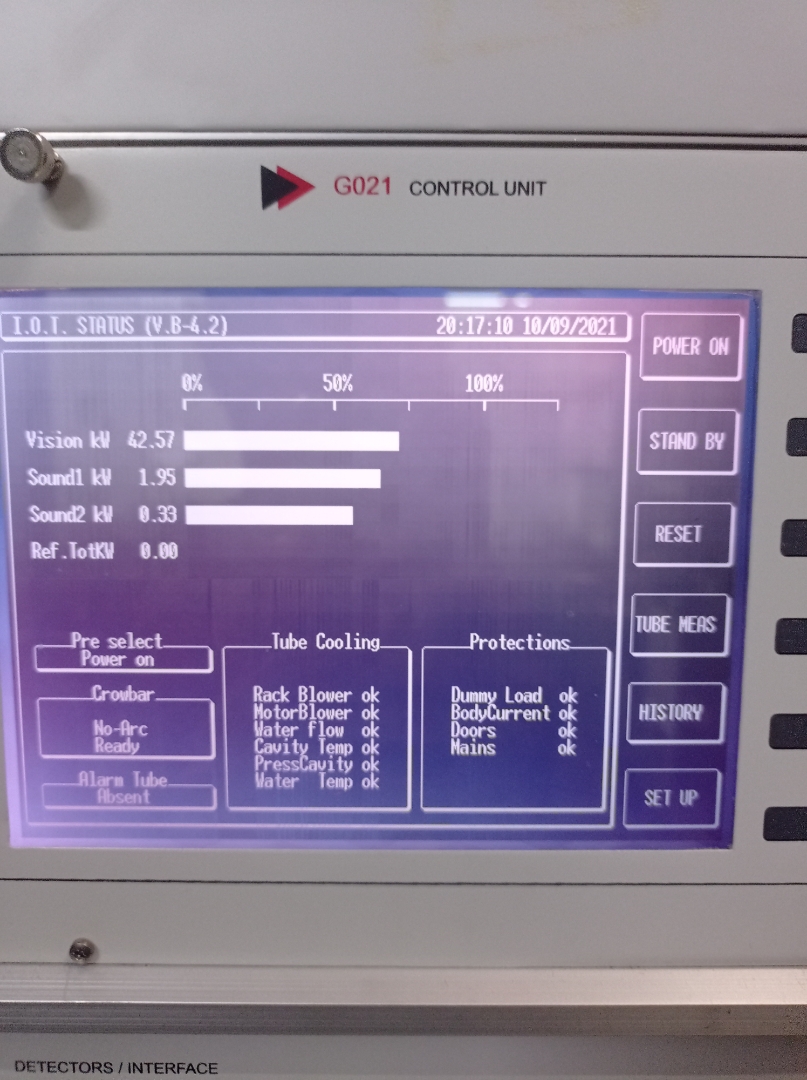 G021 CONTROL UNIT
I.O.T. STATUS (V.B-4.2) 20:17:10 10/09/2021
POWER ON
0% 50% 100%
Vision kW 42.57
STAND BY
Sound1 kW 1.95
Sound2 kW 0.33
RESET
Ref.TotKW 0.00
TUBE MEAS
Pre select
Power on
Crowbar
No-Arc
Ready
Alarm Tube
Absent
Tube Cooling
Rack Blower ok
MotorBlower ok
Water flow ok
Cavity Temp ok
PressCavity ok
Water Temp ok
Protections
Dummy Load ok
BodyCurrent ok
Doors ok
Mains ok
HISTORY
SET UP
DETECTORS / INTERFACE